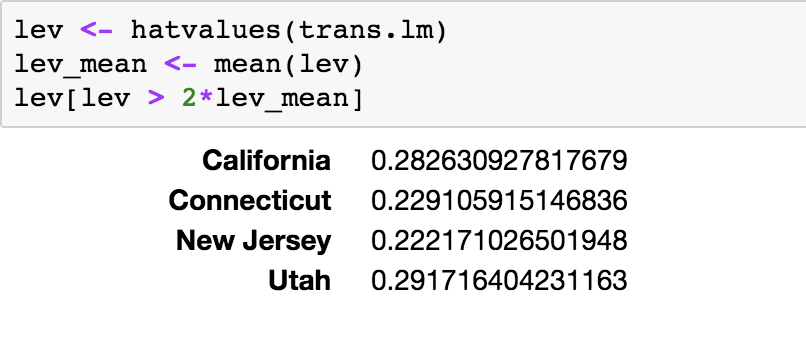 lev <- hatvalues(trans.lm)
lev_mean <- mean(lev)
lev[lev > 2*lev_mean]
California 0.282630927817679
Connecticut 0.229105915146836
New Jersey 0.222171026501948
Utah 0.291716404231163